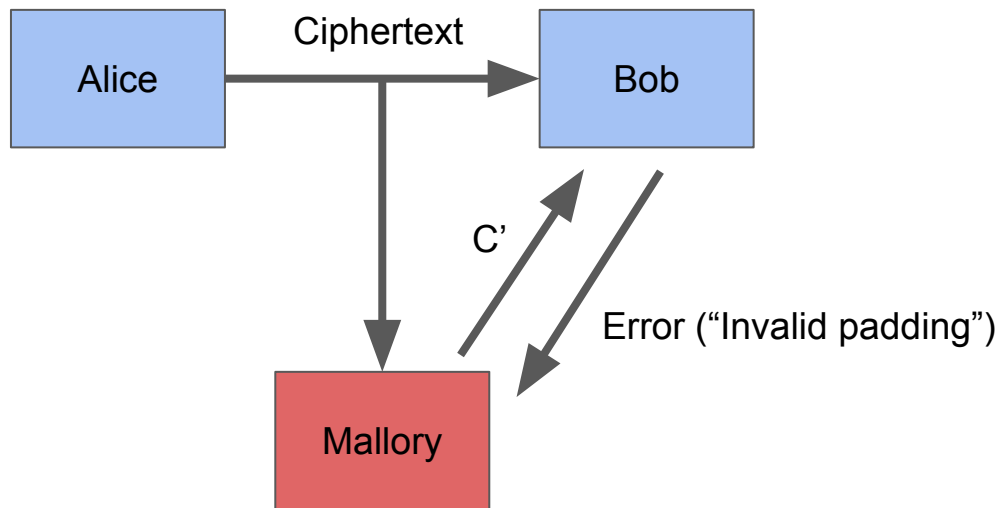 Ciphertext
Alice
Bob
C’
Error (“Invalid padding”)
Mallory